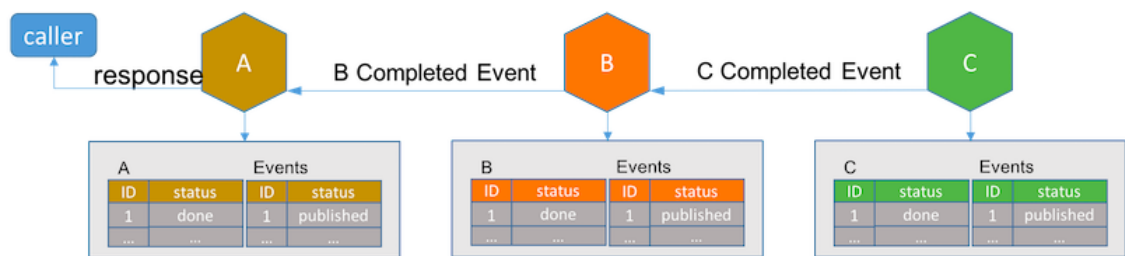 caller
response
A
B Completed Event
B
C Completed Event
C
A Events
ID status ID status
1 done 1 published
... ... ... ...
B Events
ID status ID status
1 done 1 published
... ... ... ...
C Events
ID status ID status
1 done 1 published
... ... ... ...